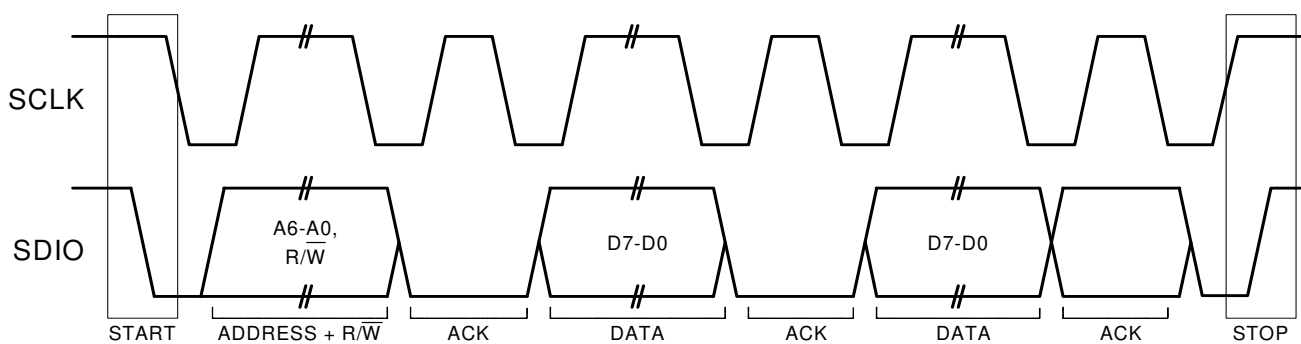 SCLK
SDIO
A6-A0,
R/W̅
D7-D0
D7-D0
START
ADDRESS + R/W̅
ACK
DATA
ACK
DATA
ACK
STOP